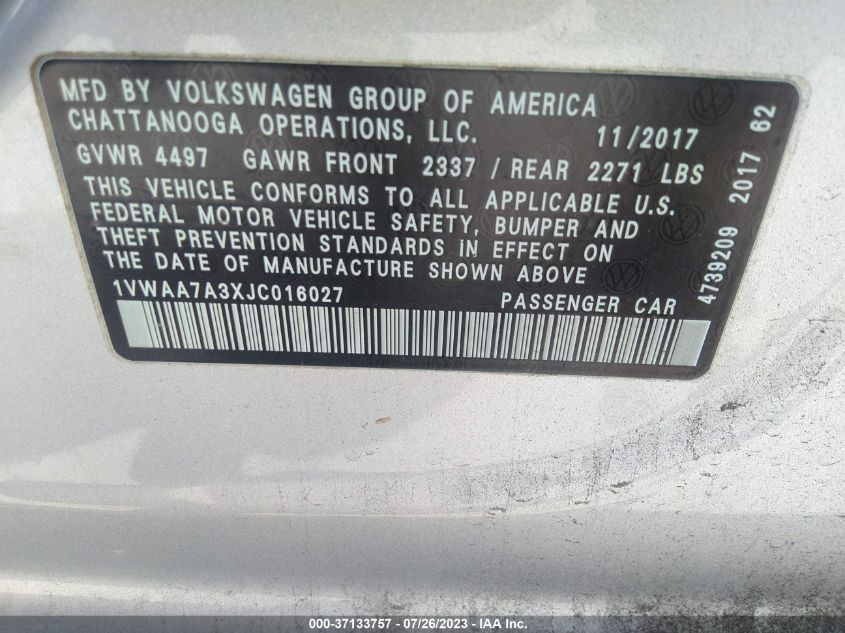 MFD BY VOLKSWAGEN GROUP OF AMERICA
CHATTANOOGA OPERATIONS, LLC. 11/2017
GVWR 4497 GAWR FRONT 2337 / REAR 2271 LBS
THIS VEHICLE CONFORMS TO ALL APPLICABLE U.S.
FEDERAL MOTOR VEHICLE SAFETY, BUMPER AND
THEFT PREVENTION STANDARDS IN EFFECT ON
THE DATE OF MANUFACTURE SHOWN ABOVE
1VWAA7A3XJC016027 PASSENGER CAR
4739209 2017 62
000-37133757 - 07/26/2023 - IAA Inc.